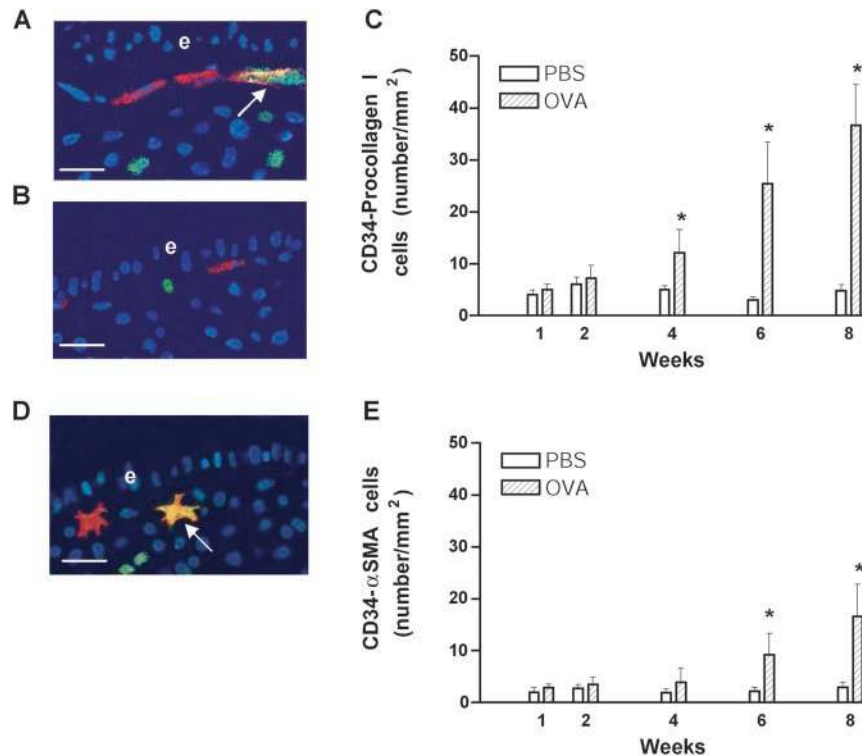 A
e
B
e
C
CD34-Procollagen I
cells (number/mm²)
50
40
30
20
10
0
PBS
OVA
*
*
*
1 2 4 6 8
Weeks
D
e
E
CD34-αSMA cells
(number/mm²)
50
40
30
20
10
0
PBS
OVA
*
*
1 2 4 6 8
Weeks